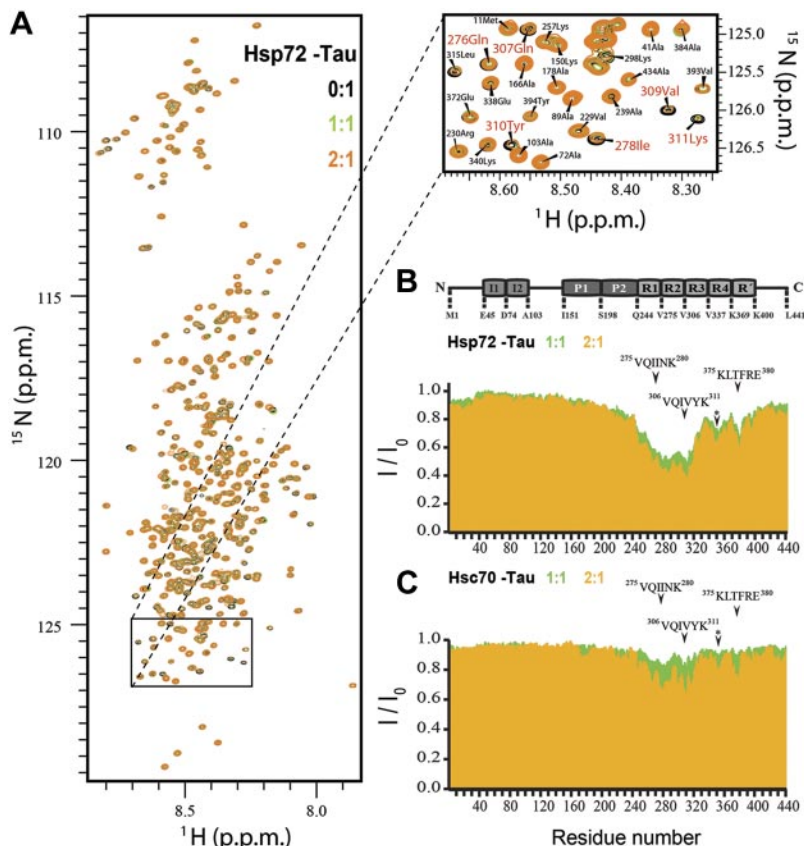 A
Hsp72 -Tau
0:1
1:1
2:1
110
115
120
125
8.5
8.0
¹H (p.p.m.)
¹⁵N (p.p.m.)
11Met
257Lys
276Gln
307Gln
315Leu
150Lys
298Lys
41Ala
384Ala
166Ala
178Ala
434Ala
393Val
338Glu
372Glu
394Tyr
89Ala
239Ala
309Val
229Val
310Tyr
311Lys
230Arg
103Ala
278Ile
340Lys
72Ala
125.0
125.5
126.0
126.5
¹⁵N (p.p.m.)
8.60
8.50
8.40
8.30
¹H (p.p.m.)
B
N I1 I2 P1 P2 R1 R2 R3 R4 R´ C
M1 E45 D74 A103 I151 S198 Q244 V275 V306 V337 K369 K400 L441
Hsp72 -Tau 1:1 2:1
²⁷⁵VQIINK²⁸⁰
³⁷⁵KLTFRE³⁸⁰
³⁰⁶VQIVYK³¹¹
*
I / I₀
1.0
0.8
0.6
0.4
0.2
0.0
40 80 120 160 200 240 280 320 360 400 440
C
Hsc70 -Tau 1:1 2:1
²⁷⁵VQIINK²⁸⁰
³⁷⁵KLTFRE³⁸⁰
³⁰⁶VQIVYK³¹¹
*
I / I₀
1.0
0.8
0.6
0.4
0.2
0.0
40 80 120 160 200 240 280 320 360 400 440
Residue number